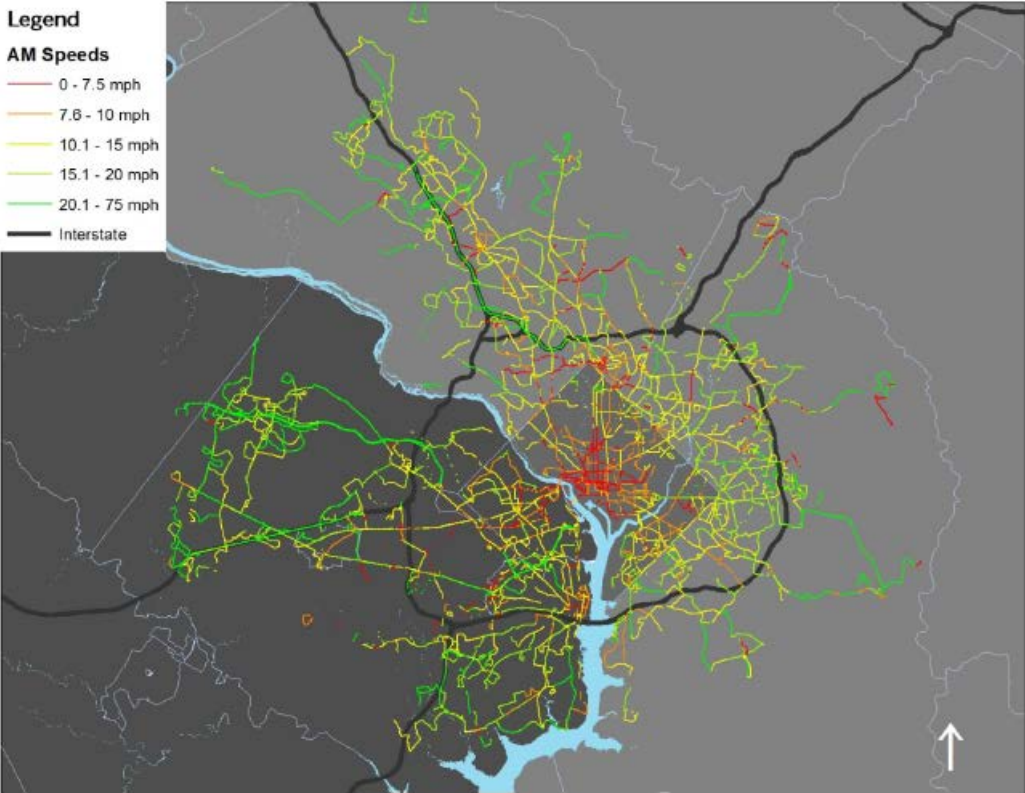 Legend
AM Speeds
0 - 7.5 mph
7.6 - 10 mph
10.1 - 15 mph
15.1 - 20 mph
20.1 - 75 mph
Interstate